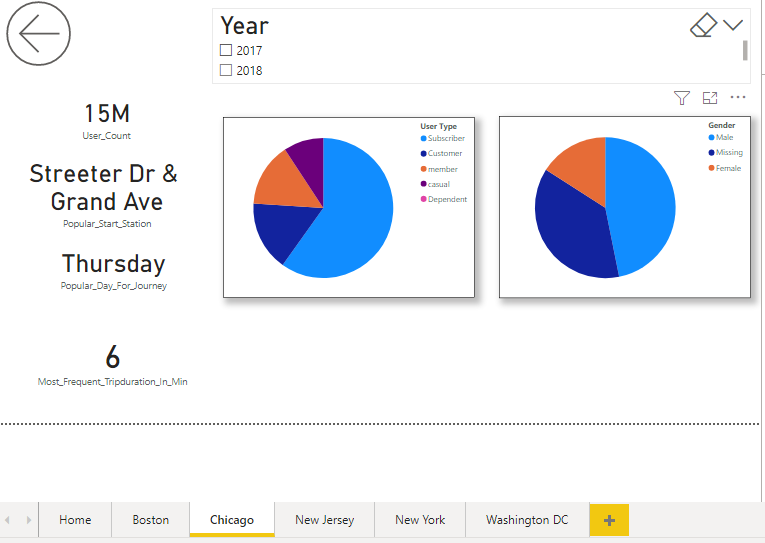 Year
2017
2018
15M
User_Count
Streeter Dr &
Grand Ave
Popular_Start_Station
Thursday
Popular_Day_For_Journey
6
Most_Frequent_Tripduration_In_Min
User Type
Subscriber
Customer
member
casual
Dependent
Gender
Male
Missing
Female
Home
Boston
Chicago
New Jersey
New York
Washington DC